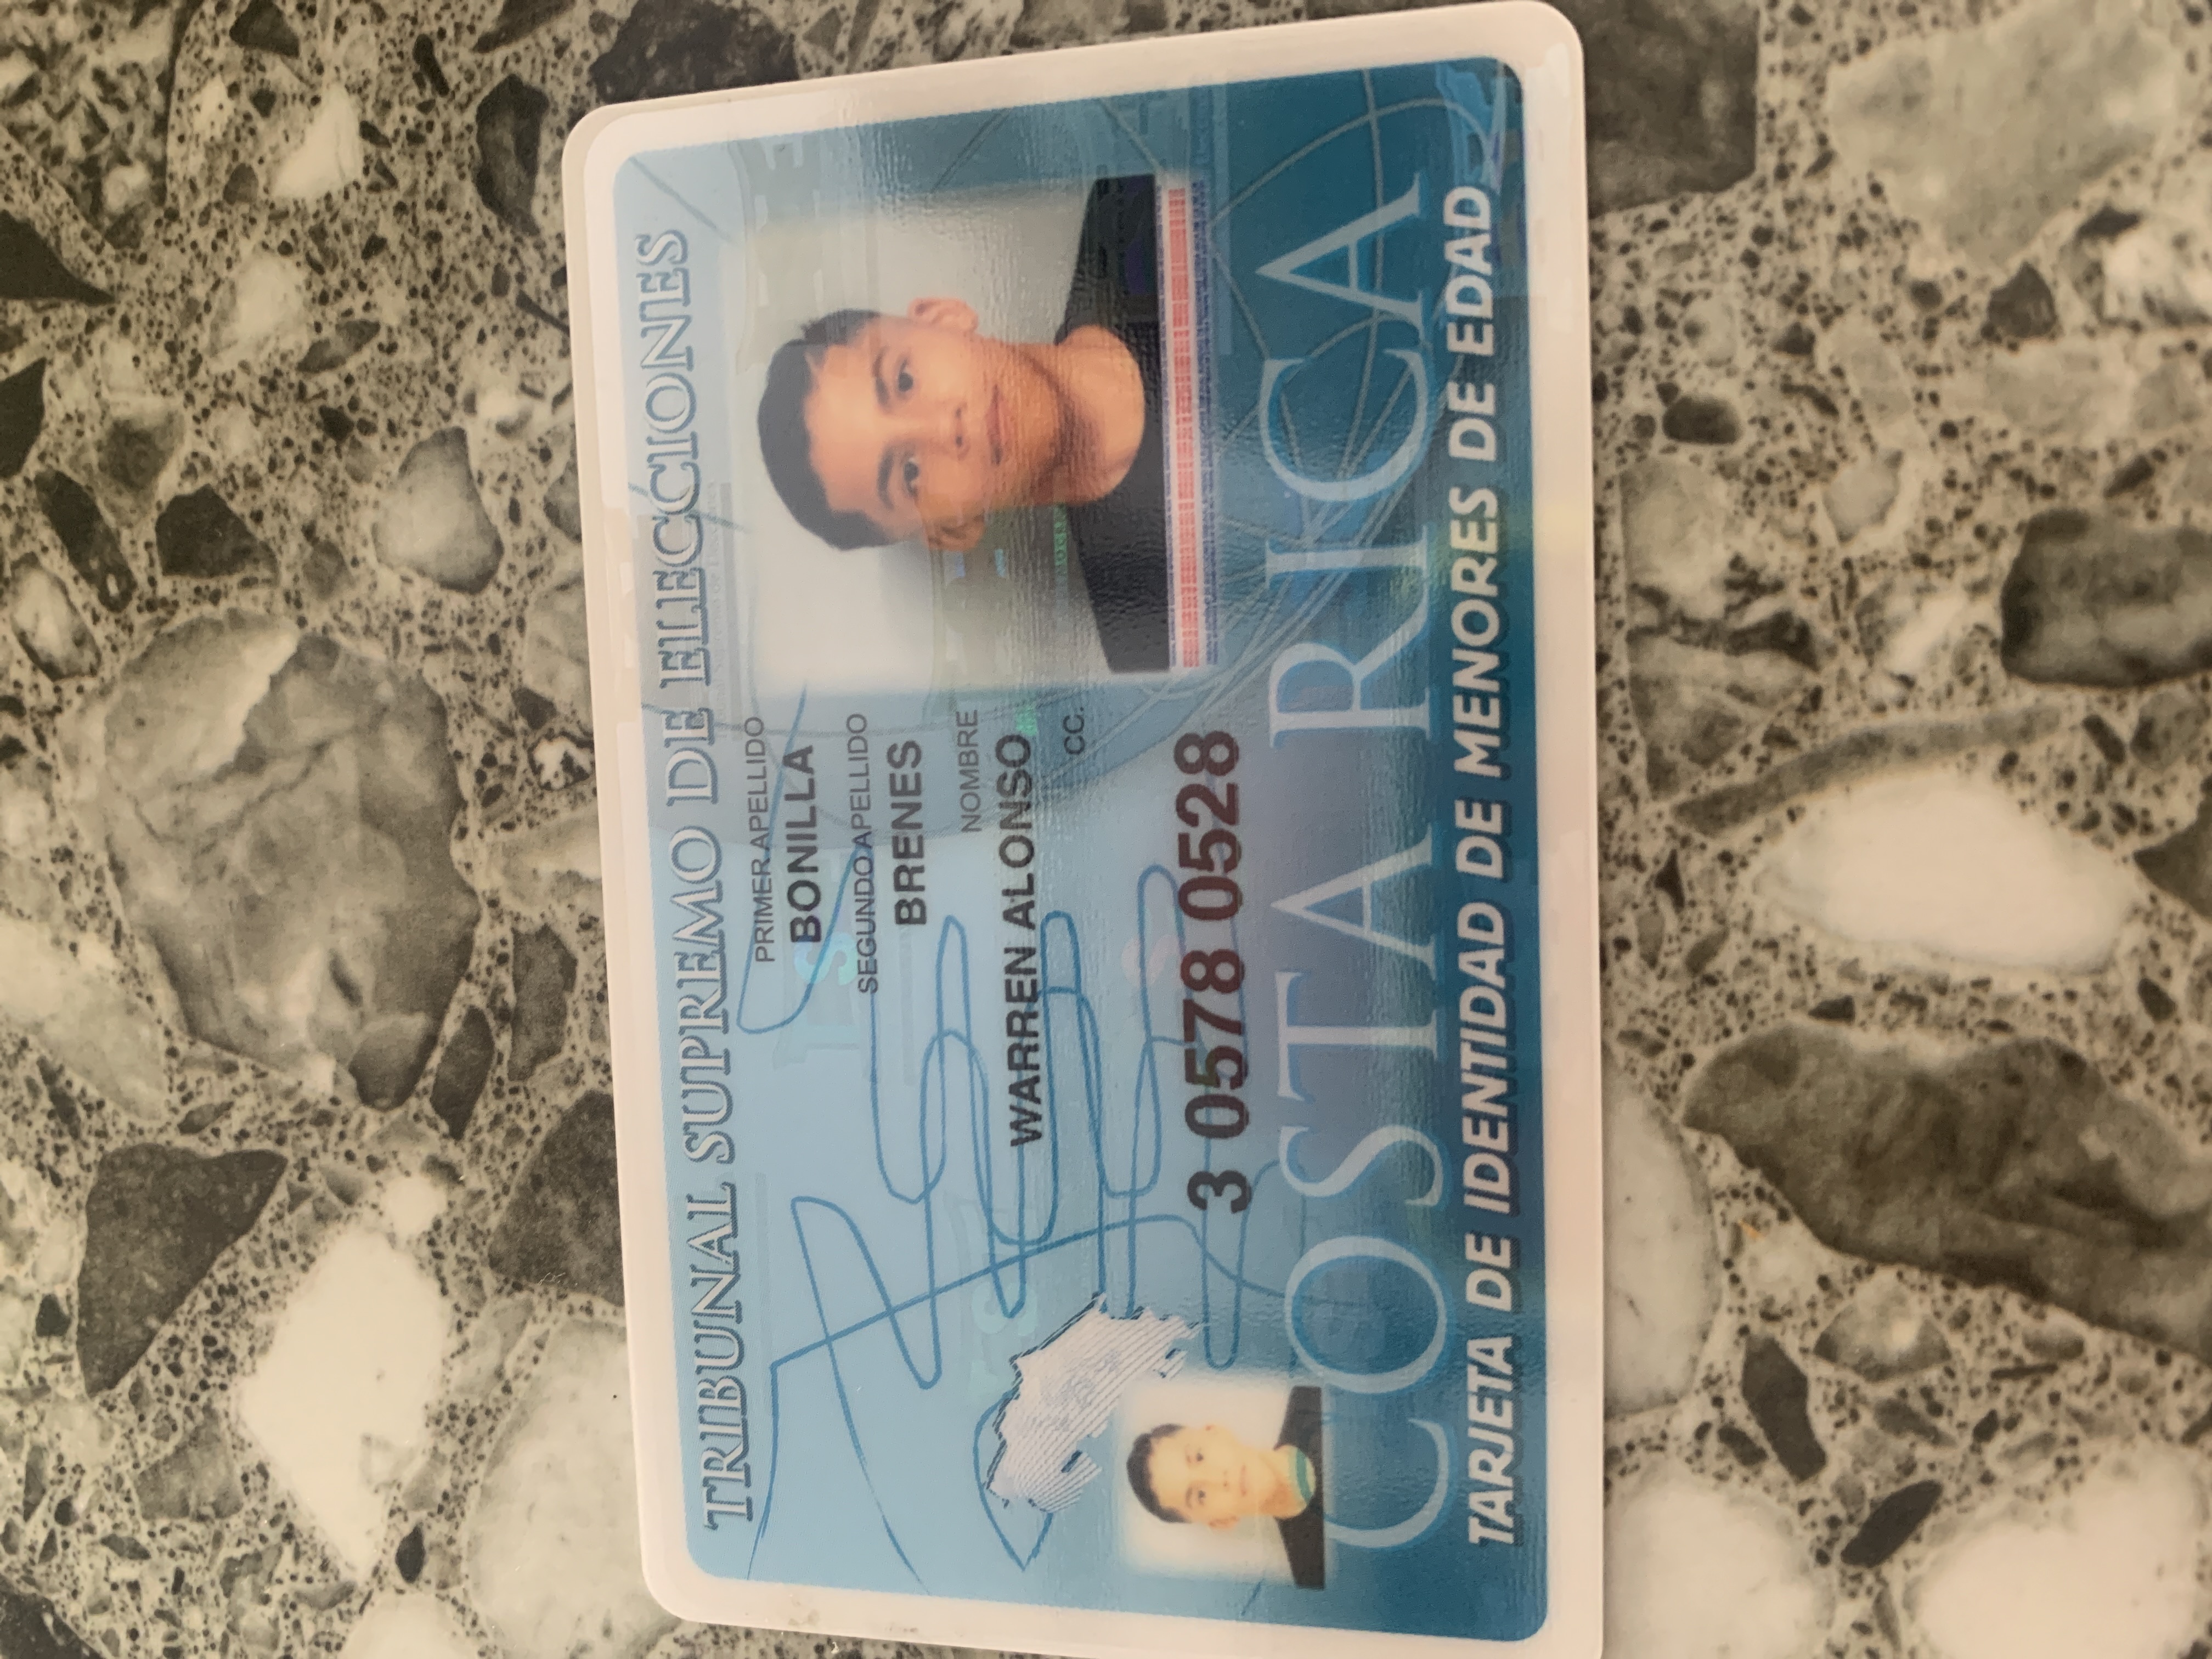 TRIBUNAL SUPREMO DE ELECCIONES
PRIMER APELLIDO
BONILLA
SEGUNDO APELLIDO
BRENES
NOMBRE
WARREN ALONSO
CC.
3 0578 0528
COSTA RICA
TARJETA DE IDENTIDAD DE MENORES DE EDAD